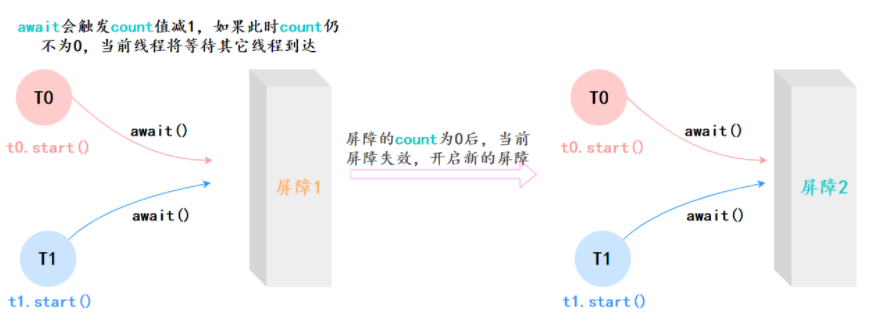 await会触发count值减1，如果此时count仍
不为0，当前线程将等待其它线程到达
T0
await()
t0.start()
T1
await()
t1.start()
屏障1
屏障的count为0后，当前
屏障失效，开启新的屏障
T0
await()
t0.start()
T1
await()
t1.start()
屏障2